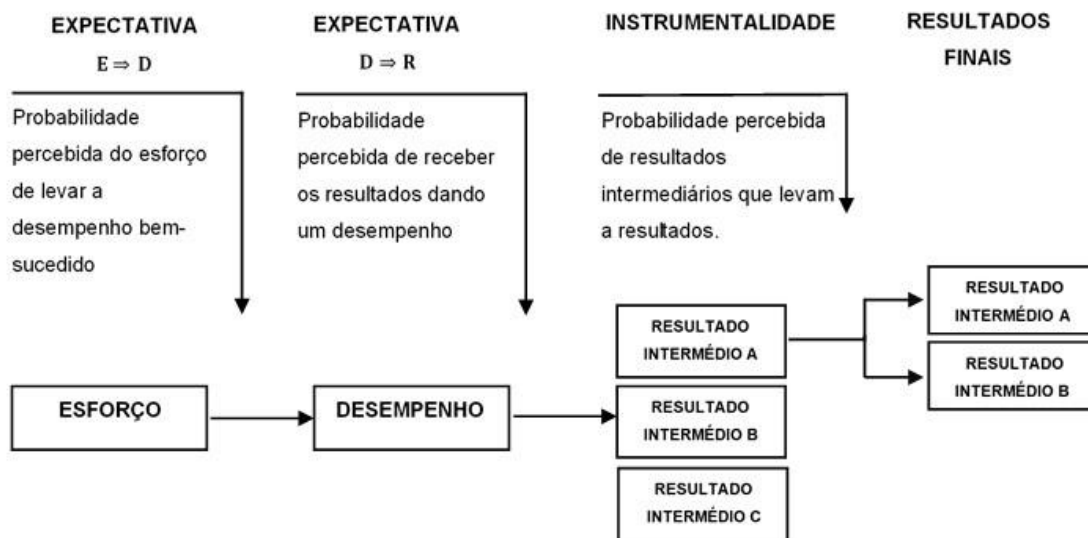 EXPECTATIVA
E ⇒ D
Probabilidade
percebida do esforço
de levar a
desempenho bem-
sucedido
EXPECTATIVA
D ⇒ R
Probabilidade
percebida de receber
os resultados dando
um desempenho
INSTRUMENTALIDADE
Probabilidade percebida
de resultados
intermediários que levam
a resultados.
RESULTADOS
FINAIS
ESFORÇO
DESEMPENHO
RESULTADO
INTERMÉDIO A
RESULTADO
INTERMÉDIO B
RESULTADO
INTERMÉDIO C
RESULTADO
INTERMÉDIO A
RESULTADO
INTERMÉDIO B